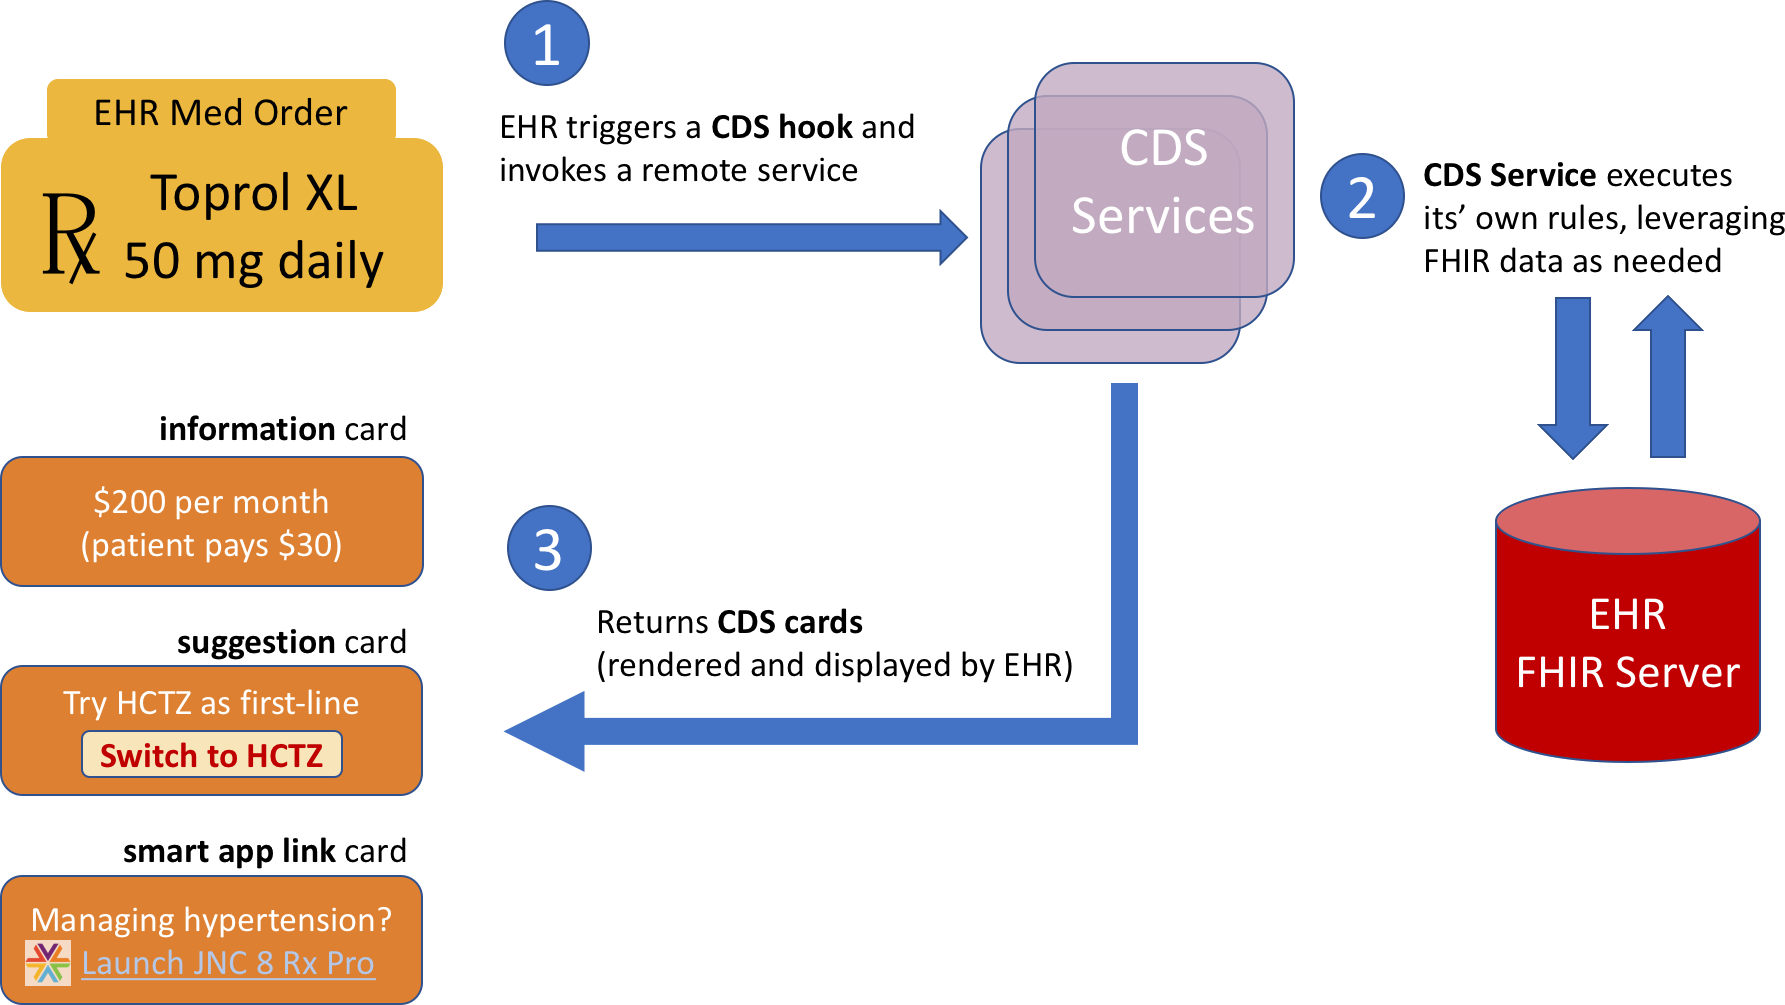 1
EHR Med Order
Rx
Toprol XL
50 mg daily
EHR triggers a CDS hook and
invokes a remote service
CDS
Services
2
CDS Service executes
its’ own rules, leveraging
FHIR data as needed
information card
$200 per month
(patient pays $30)
3
Returns CDS cards
(rendered and displayed by EHR)
EHR
FHIR Server
suggestion card
Try HCTZ as first-line
Switch to HCTZ
smart app link card
Managing hypertension?
Launch JNC 8 Rx Pro